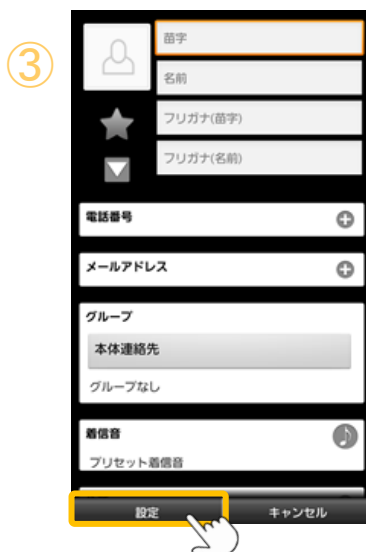 ③
苗字
名前
フリガナ(苗字)
フリガナ(名前)
電話番号
メールアドレス
グループ
本体連絡先
グループなし
着信音
プリセット着信音
設定
キャンセル